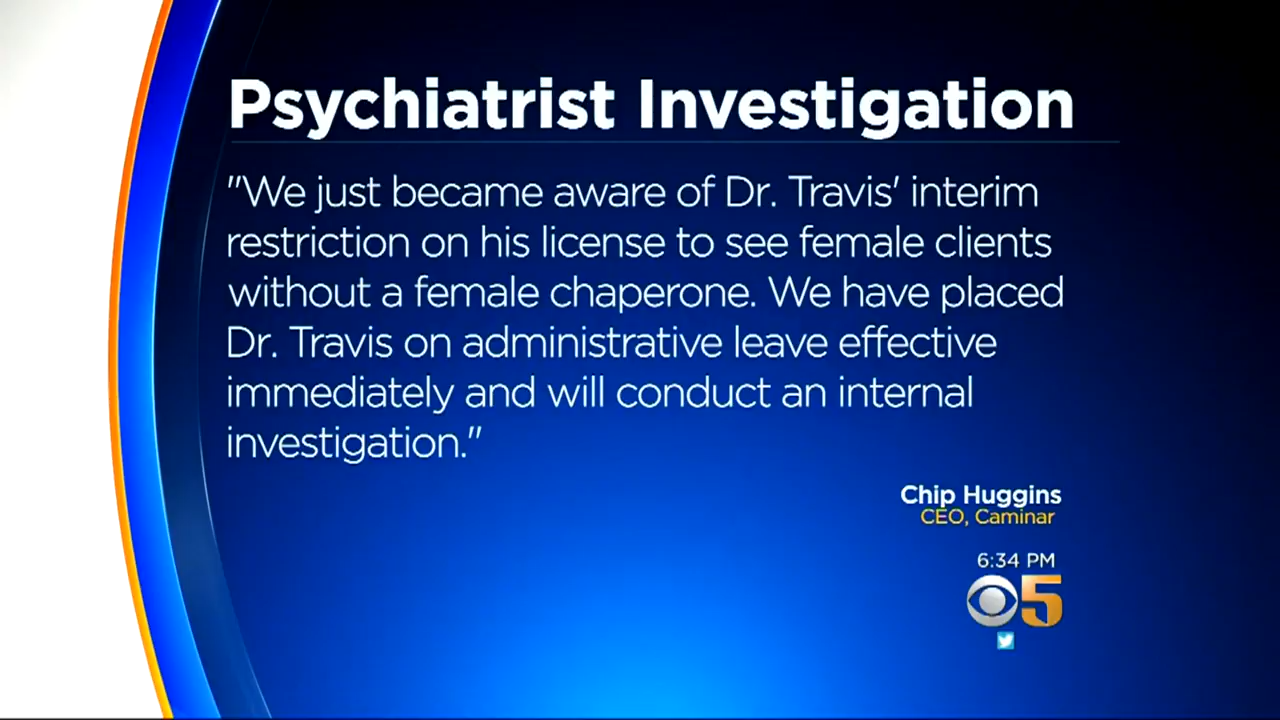 Psychiatrist Investigation
"We just became aware of Dr. Travis' interim
restriction on his license to see female clients
without a female chaperone. We have placed
Dr. Travis on administrative leave effective
immediately and will conduct an internal
investigation."
Chip Huggins
CEO, Caminar
6:34 PM
5